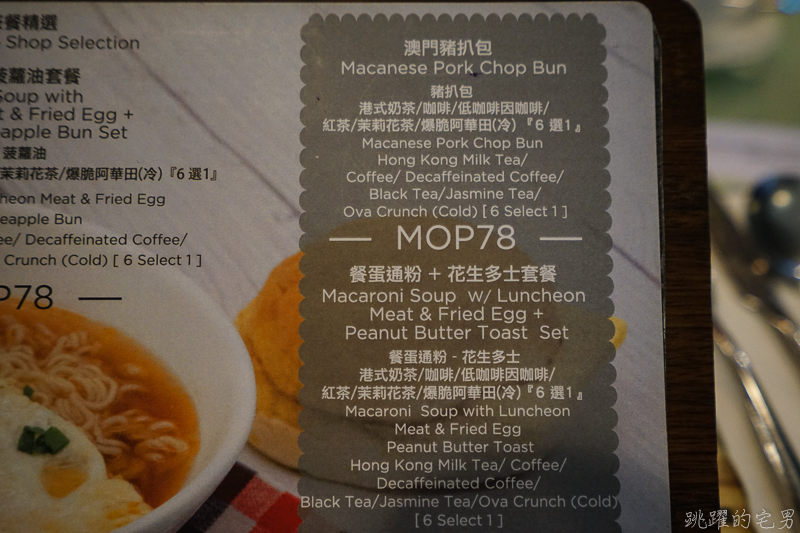 茶餐精選
Shop Selection
菠蘿油套餐
Soup with
& Fried Egg +
Bun Set
菠蘿油
茉莉花茶/爆脆阿華田(冷)『6 選1』
Meat & Fried Egg
Bun
Decaffeinated Coffee/
Crunch (Cold) [ 6 Select 1 ]
P78
澳門豬扒包
Macanese Pork Chop Bun
豬扒包
港式奶茶/咖啡/低咖啡因咖啡/
紅茶/茉莉花茶/爆脆阿華田(冷)『6 選1』
Macanese Pork Chop Bun
Hong Kong Milk Tea/
Coffee/ Decaffeinated Coffee/
Black Tea/Jasmine Tea/
Ova Crunch (Cold) [ 6 Select 1 ]
MOP78
餐蛋通粉 + 花生多士套餐
Macaroni Soup w/ Luncheon
Meat & Fried Egg +
Peanut Butter Toast Set
餐蛋通粉 - 花生多士
港式奶茶/咖啡/低咖啡因咖啡/
紅茶/茉莉花茶/爆脆阿華田(冷)『6 選1』
Macaroni Soup with Luncheon
Meat & Fried Egg
Peanut Butter Toast
Hong Kong Milk Tea/ Coffee/
Decaffeinated Coffee/
Black Tea/Jasmine Tea/Ova Crunch (Cold)
[ 6 Select 1 ]
跳躍的宅男